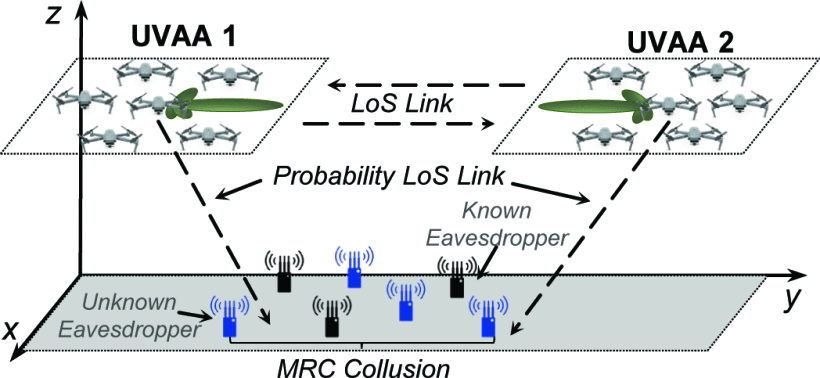 z
UVAA 1
UVAA 2
LoS Link
Probability LoS Link
Known
Eavesdropper
Unknown
Eavesdropper
y
x
MRC Collusion